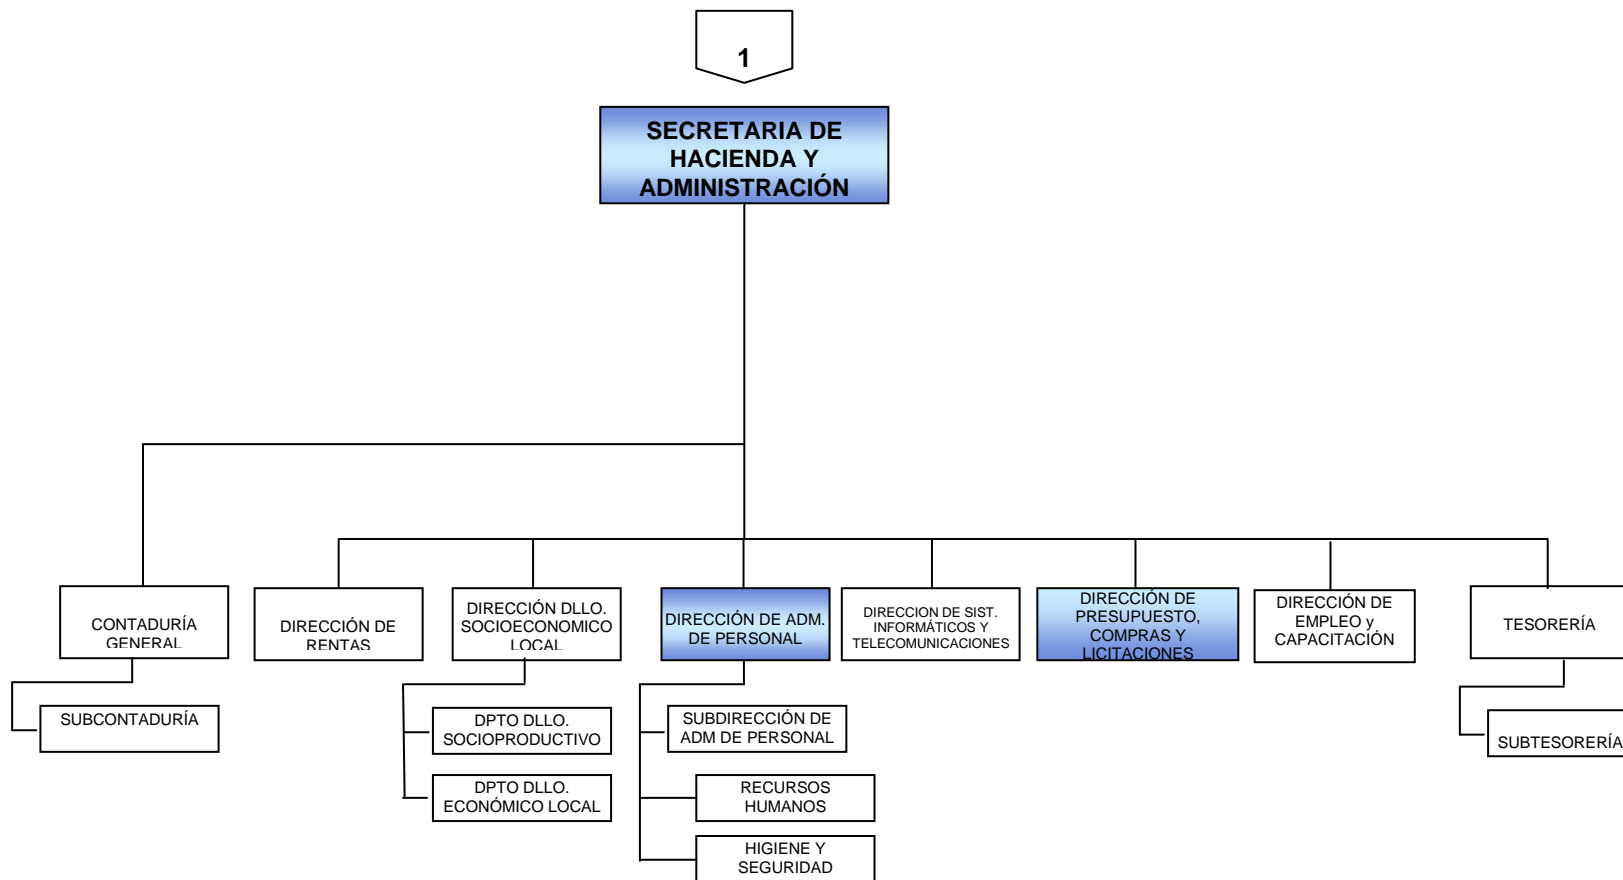 1
SECRETARIA DE
HACIENDA Y
ADMINISTRACIÓN
CONTADURÍA
GENERAL
DIRECCIÓN DE
RENTAS
DIRECCIÓN DLLO.
SOCIOECONOMICO
LOCAL
DIRECCIÓN DE ADM.
DE PERSONAL
DIRECCION DE SIST.
INFORMÁTICOS Y
TELECOMUNICACIONES
DIRECCIÓN DE
PRESUPUESTO,
COMPRAS Y
LICITACIONES
DIRECCIÓN DE
EMPLEO y
CAPACITACIÓN
TESORERÍA
SUBCONTADURÍA
DPTO DLLO.
SOCIOPRODUCTIVO
DPTO DLLO.
ECONÓMICO LOCAL
SUBDIRECCIÓN DE
ADM DE PERSONAL
RECURSOS
HUMANOS
HIGIENE Y
SEGURIDAD
SUBTESORERÍA